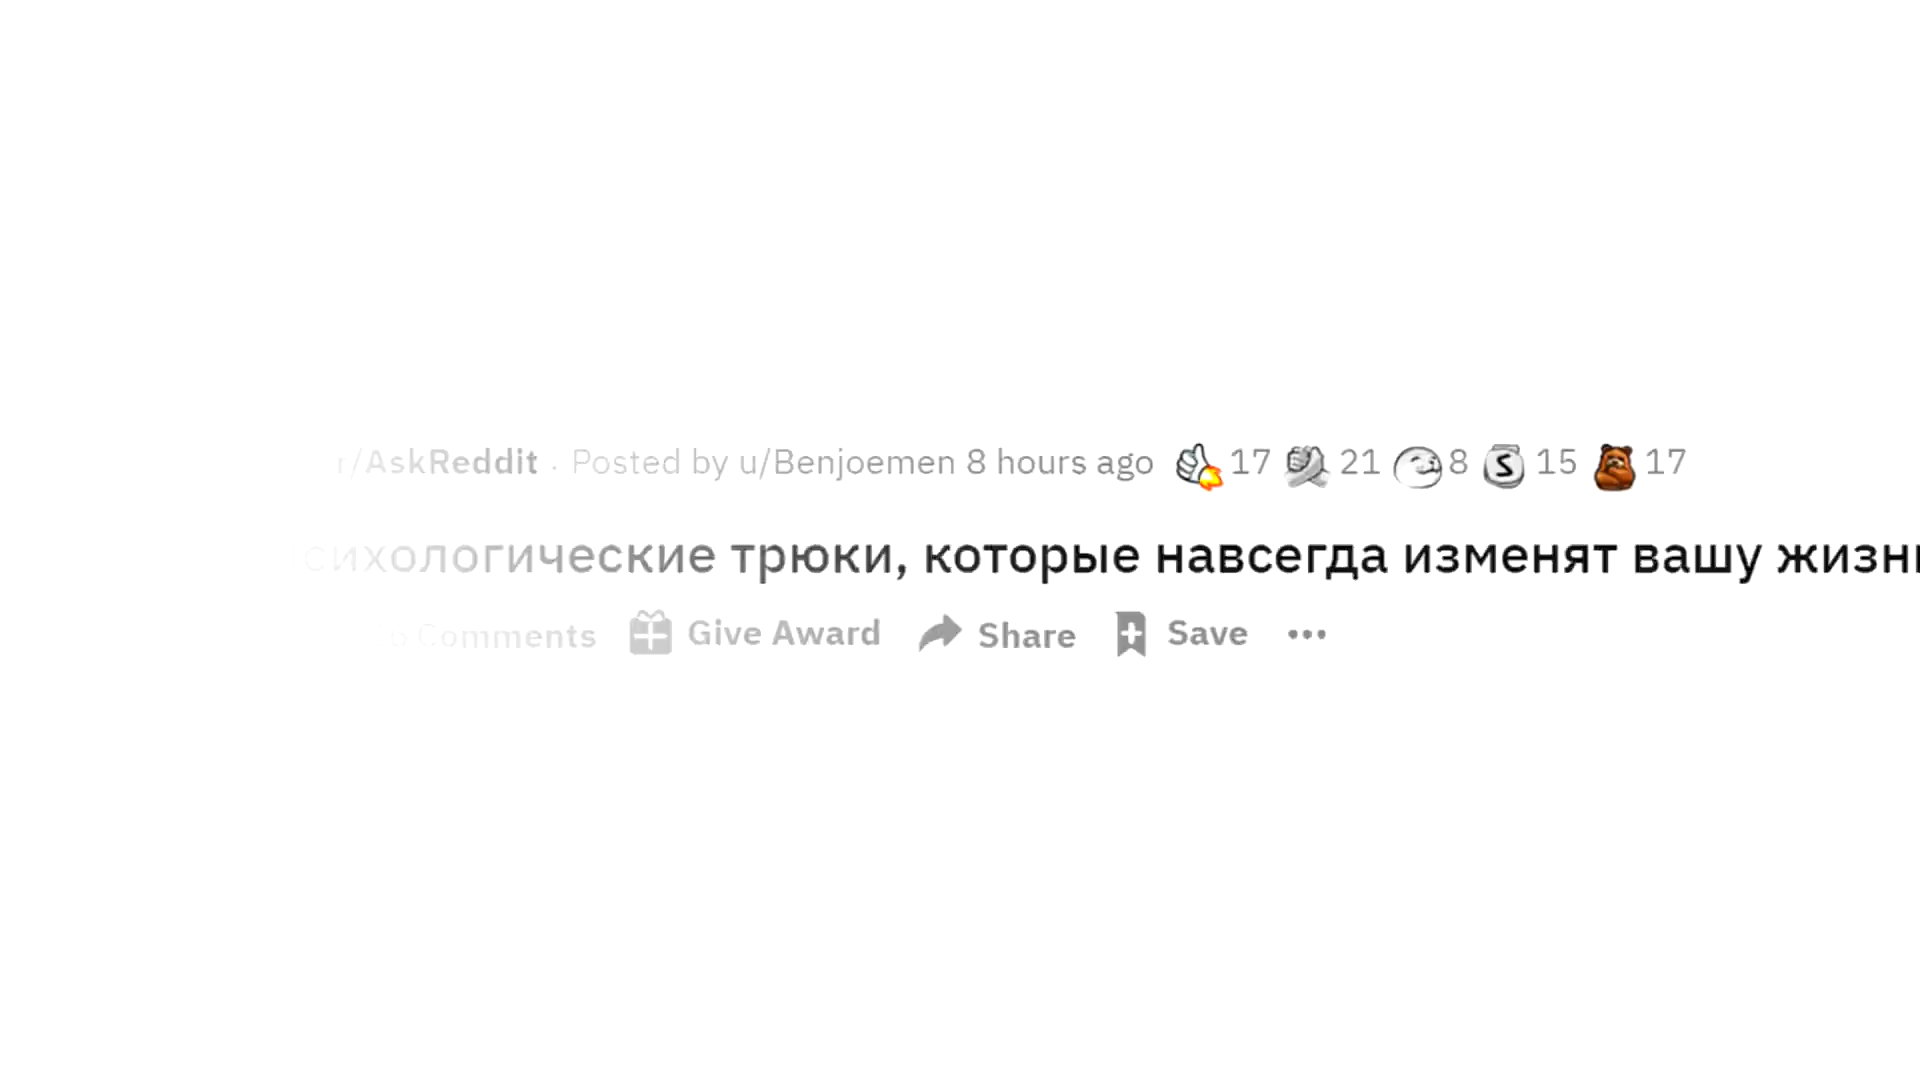 r/AskReddit · Posted by u/Benjoemen 8 hours ago 17 21 8 S 15 17
сихологические трюки, которые навсегда изменят вашу жизн
Comments Give Award Share Save ...